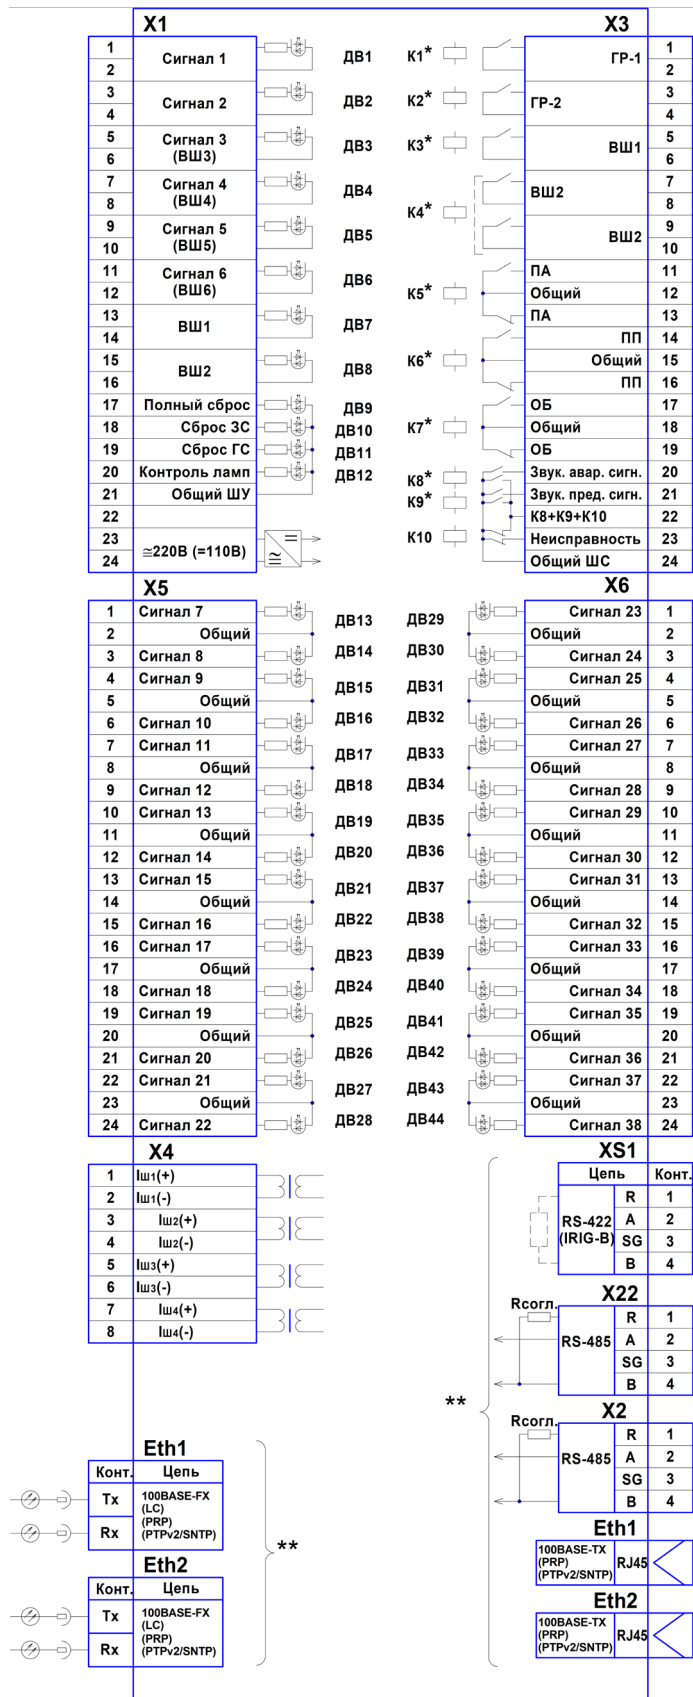 X1
1
Сигнал 1
2
3
Сигнал 2
4
5
Сигнал 3
(ВШ3)
6
7
Сигнал 4
(ВШ4)
8
9
Сигнал 5
(ВШ5)
10
11
Сигнал 6
(ВШ6)
12
13
ВШ1
14
15
ВШ2
16
17 Полный сброс
18 Сброс ЗС
19 Сброс ГС
20 Контроль ламп
21 Общий ШУ
22
23
≅220В (=110В)
24
=
≅
ДВ1
ДВ2
ДВ3
ДВ4
ДВ5
ДВ6
ДВ7
ДВ8
ДВ9
ДВ10
ДВ11
ДВ12
K1*
K2*
K3*
K4*
K5*
K6*
K7*
K8*
K9*
K10
X3
ГР-1 1
2
ГР-2 3
4
ВШ1 5
6
ВШ2 7
8
ВШ2 9
10
ПА 11
Общий 12
ПА 13
ПП 14
Общий 15
ПП 16
ОБ 17
Общий 18
ОБ 19
Звук. авар. сигн. 20
Звук. пред. сигн. 21
К8+К9+К10 22
Неисправность 23
Общий ШС 24
X5
1 Сигнал 7
2 Общий
3 Сигнал 8
4 Сигнал 9
5 Общий
6 Сигнал 10
7 Сигнал 11
8 Общий
9 Сигнал 12
10 Сигнал 13
11 Общий
12 Сигнал 14
13 Сигнал 15
14 Общий
15 Сигнал 16
16 Сигнал 17
17 Общий
18 Сигнал 18
19 Сигнал 19
20 Общий
21 Сигнал 20
22 Сигнал 21
23 Общий
24 Сигнал 22
ДВ13 ДВ29
ДВ14 ДВ30
ДВ15 ДВ31
ДВ16 ДВ32
ДВ17 ДВ33
ДВ18 ДВ34
ДВ19 ДВ35
ДВ20 ДВ36
ДВ21 ДВ37
ДВ22 ДВ38
ДВ23 ДВ39
ДВ24 ДВ40
ДВ25 ДВ41
ДВ26 ДВ42
ДВ27 ДВ43
ДВ28 ДВ44
X6
Сигнал 23 1
Общий 2
Сигнал 24 3
Сигнал 25 4
Общий 5
Сигнал 26 6
Сигнал 27 7
Общий 8
Сигнал 28 9
Сигнал 29 10
Общий 11
Сигнал 30 12
Сигнал 31 13
Общий 14
Сигнал 32 15
Сигнал 33 16
Общий 17
Сигнал 34 18
Сигнал 35 19
Общий 20
Сигнал 36 21
Сигнал 37 22
Общий 23
Сигнал 38 24
X4
1 Iш1(+)
2 Iш1(-)
3 Iш2(+)
4 Iш2(-)
5 Iш3(+)
6 Iш3(-)
7 Iш4(+)
8 Iш4(-)
XS1
Цепь Конт.
RS-422
(IRIG-B)
R 1
A 2
SG 3
B 4
X22
Rсогл.
RS-485
R 1
A 2
SG 3
B 4
**
X2
Rсогл.
RS-485
R 1
A 2
SG 3
B 4
Eth1
100BASE-TX
(PRP)
(PTPv2/SNTP)
RJ45
Eth2
100BASE-TX
(PRP)
(PTPv2/SNTP)
RJ45
Eth1
Конт. Цепь
Tx
Rx
100BASE-FX
(LC)
(PRP)
(PTPv2/SNTP)
**
Eth2
Конт. Цепь
Tx
Rx
100BASE-FX
(LC)
(PRP)
(PTPv2/SNTP)